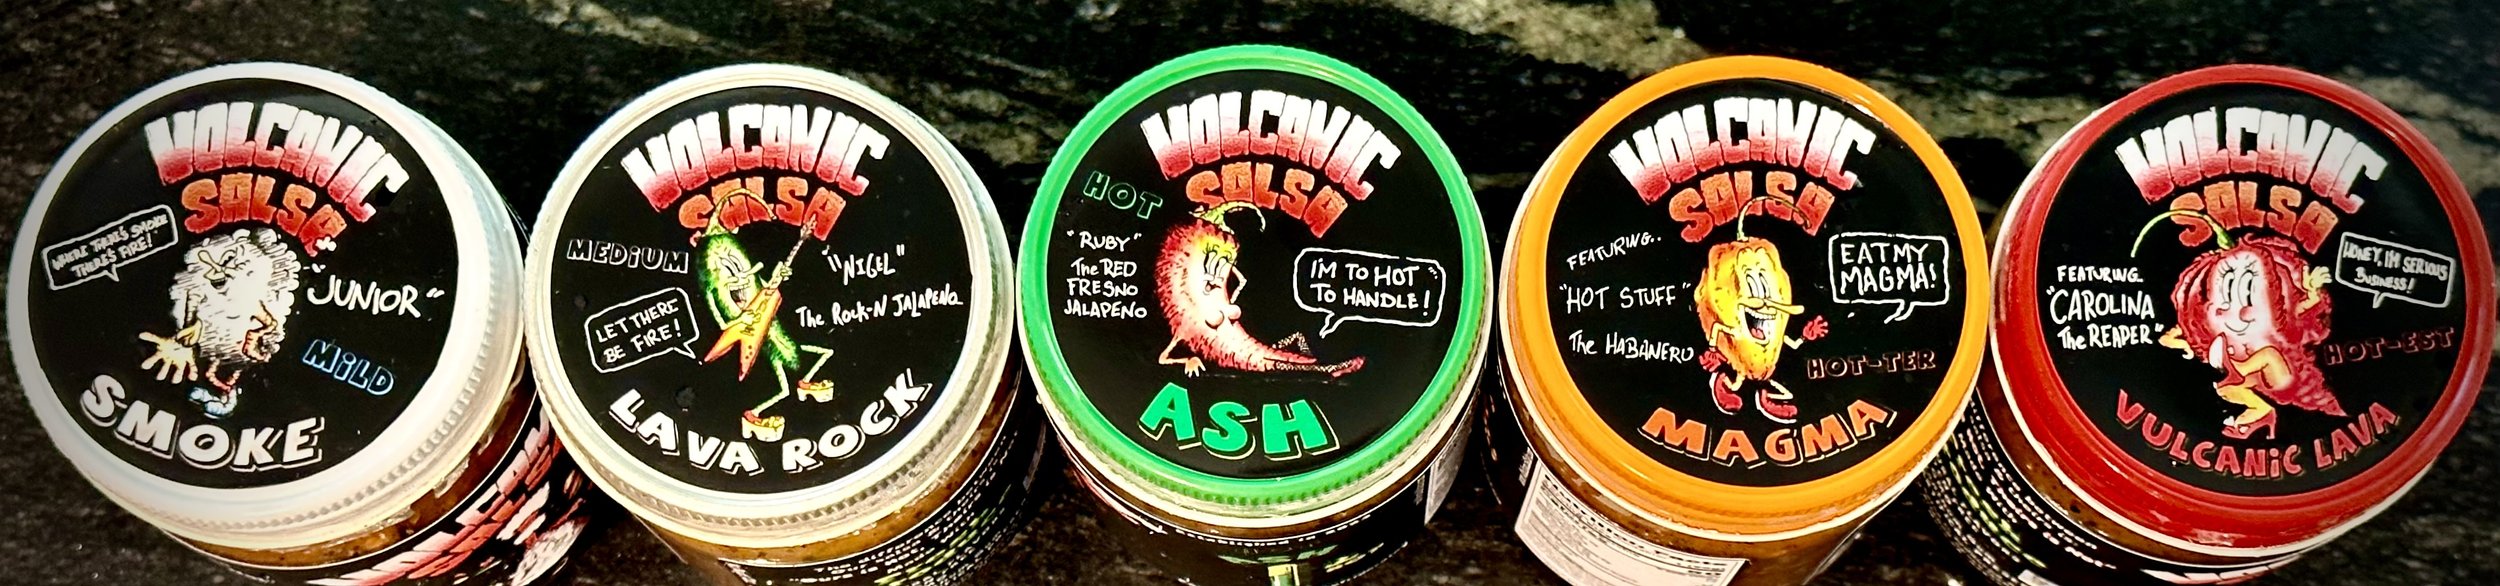 VOLCANIC
SALSA
WHERE THERE'S SMOKE
THERE'S FIRE!
"JUNIOR"
MILD
SMOKE
VOLCANIC
SALSA
MEDIUM
"NIGEL"
The Rock-N JALAPENO
LET THERE
BE FIRE!
LAVA ROCK
VOLCANIC
SALSA
HOT
"RUBY"
The RED
FRESNO
JALAPENO
I'M TO HOT
TO HANDLE!
ASH
VOLCANIC
SALSA
FEATURING..
"HOT STUFF"
The HABANERO
EAT MY
MAGMA!
HOT-TER
MAGMA
VOLCANIC
SALSA
FEATURING..
"CAROLINA
The REAPER"
HONEY, I'M SERIOUS
BUSINESS!
HOT-EST
VULCANIC LAVA